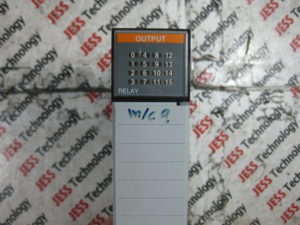 OUTPUT
0 4 8 12
1 5 9 13
2 6 10 14
3 7 11 15
RELAY
m/c 9
JESS Technology